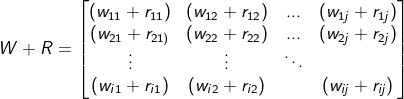 (w₁₁ + r₁₁) (w₁₂ + r₁₂) ... (w₁ⱼ + r₁ⱼ)
W + R = (w₂₁ + r₂₁₎ (w₂₂ + r₂₂) ... (w₂ⱼ + r₂ⱼ)
⋮ ⋮ ⋱
(wᵢ₁ + rᵢ₁) (wᵢ₂ + rᵢ₂) (wᵢⱼ + rᵢⱼ)